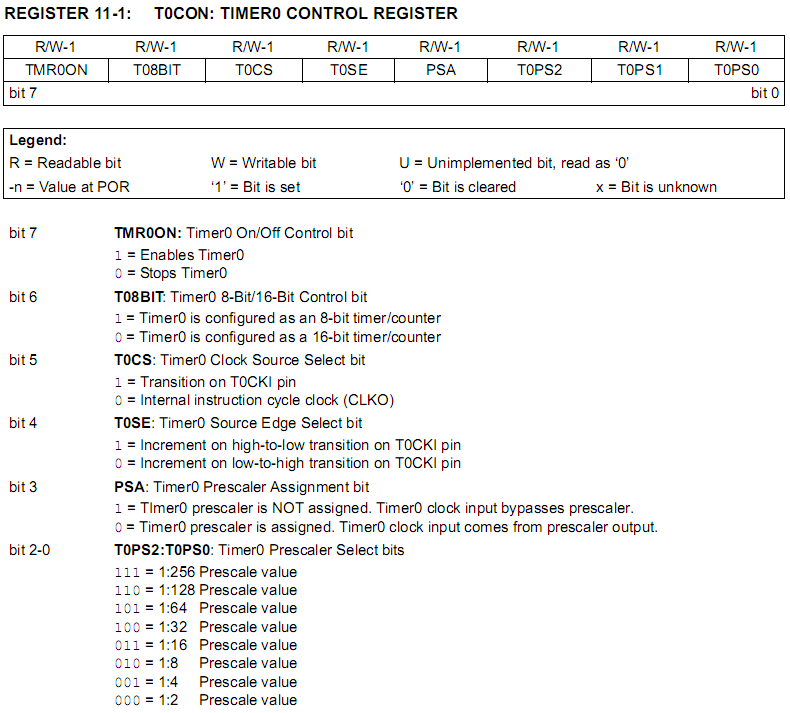 REGISTER 11-1: T0CON: TIMER0 CONTROL REGISTER
R/W-1 R/W-1 R/W-1 R/W-1 R/W-1 R/W-1 R/W-1 R/W-1
TMR0ON T08BIT T0CS T0SE PSA T0PS2 T0PS1 T0PS0
bit 7 bit 0
Legend:
R = Readable bit W = Writable bit U = Unimplemented bit, read as ‘0’
-n = Value at POR ‘1’ = Bit is set ‘0’ = Bit is cleared x = Bit is unknown
bit 7 TMR0ON: Timer0 On/Off Control bit
1 = Enables Timer0
0 = Stops Timer0
bit 6 T08BIT: Timer0 8-Bit/16-Bit Control bit
1 = Timer0 is configured as an 8-bit timer/counter
0 = Timer0 is configured as a 16-bit timer/counter
bit 5 T0CS: Timer0 Clock Source Select bit
1 = Transition on T0CKI pin
0 = Internal instruction cycle clock (CLKO)
bit 4 T0SE: Timer0 Source Edge Select bit
1 = Increment on high-to-low transition on T0CKI pin
0 = Increment on low-to-high transition on T0CKI pin
bit 3 PSA: Timer0 Prescaler Assignment bit
1 = TImer0 prescaler is NOT assigned. Timer0 clock input bypasses prescaler.
0 = Timer0 prescaler is assigned. Timer0 clock input comes from prescaler output.
bit 2-0 T0PS2:T0PS0: Timer0 Prescaler Select bits
111 = 1:256 Prescale value
110 = 1:128 Prescale value
101 = 1:64 Prescale value
100 = 1:32 Prescale value
011 = 1:16 Prescale value
010 = 1:8 Prescale value
001 = 1:4 Prescale value
000 = 1:2 Prescale value